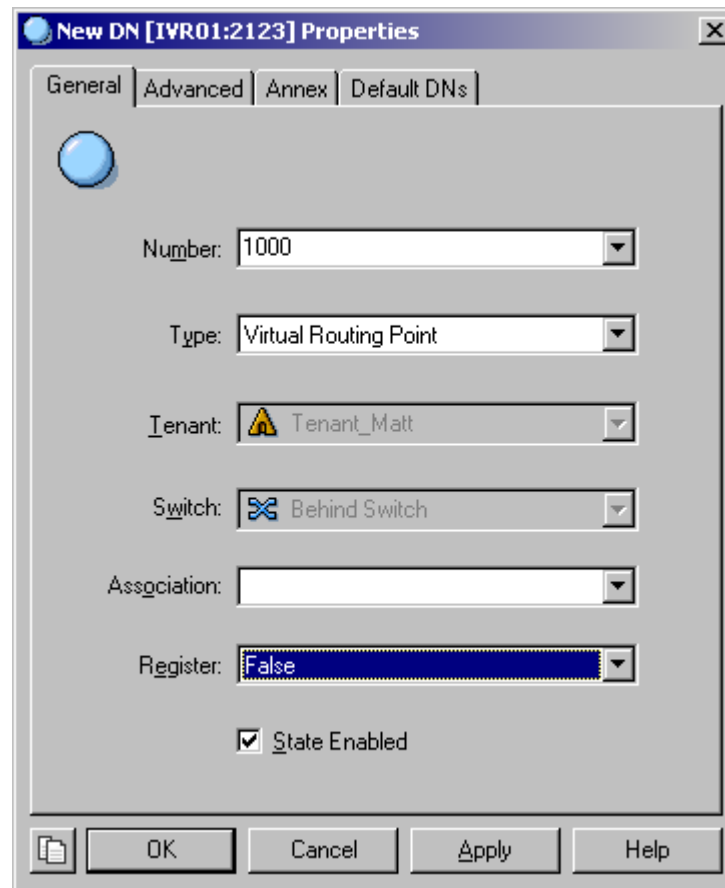 New DN [IVR01:2123] Properties
General Advanced Annex Default DNs
Number: 1000
Type: Virtual Routing Point
Tenant: Tenant_Matt
Switch: Behind Switch
Association:
Register: False
State Enabled
OK Cancel Apply Help